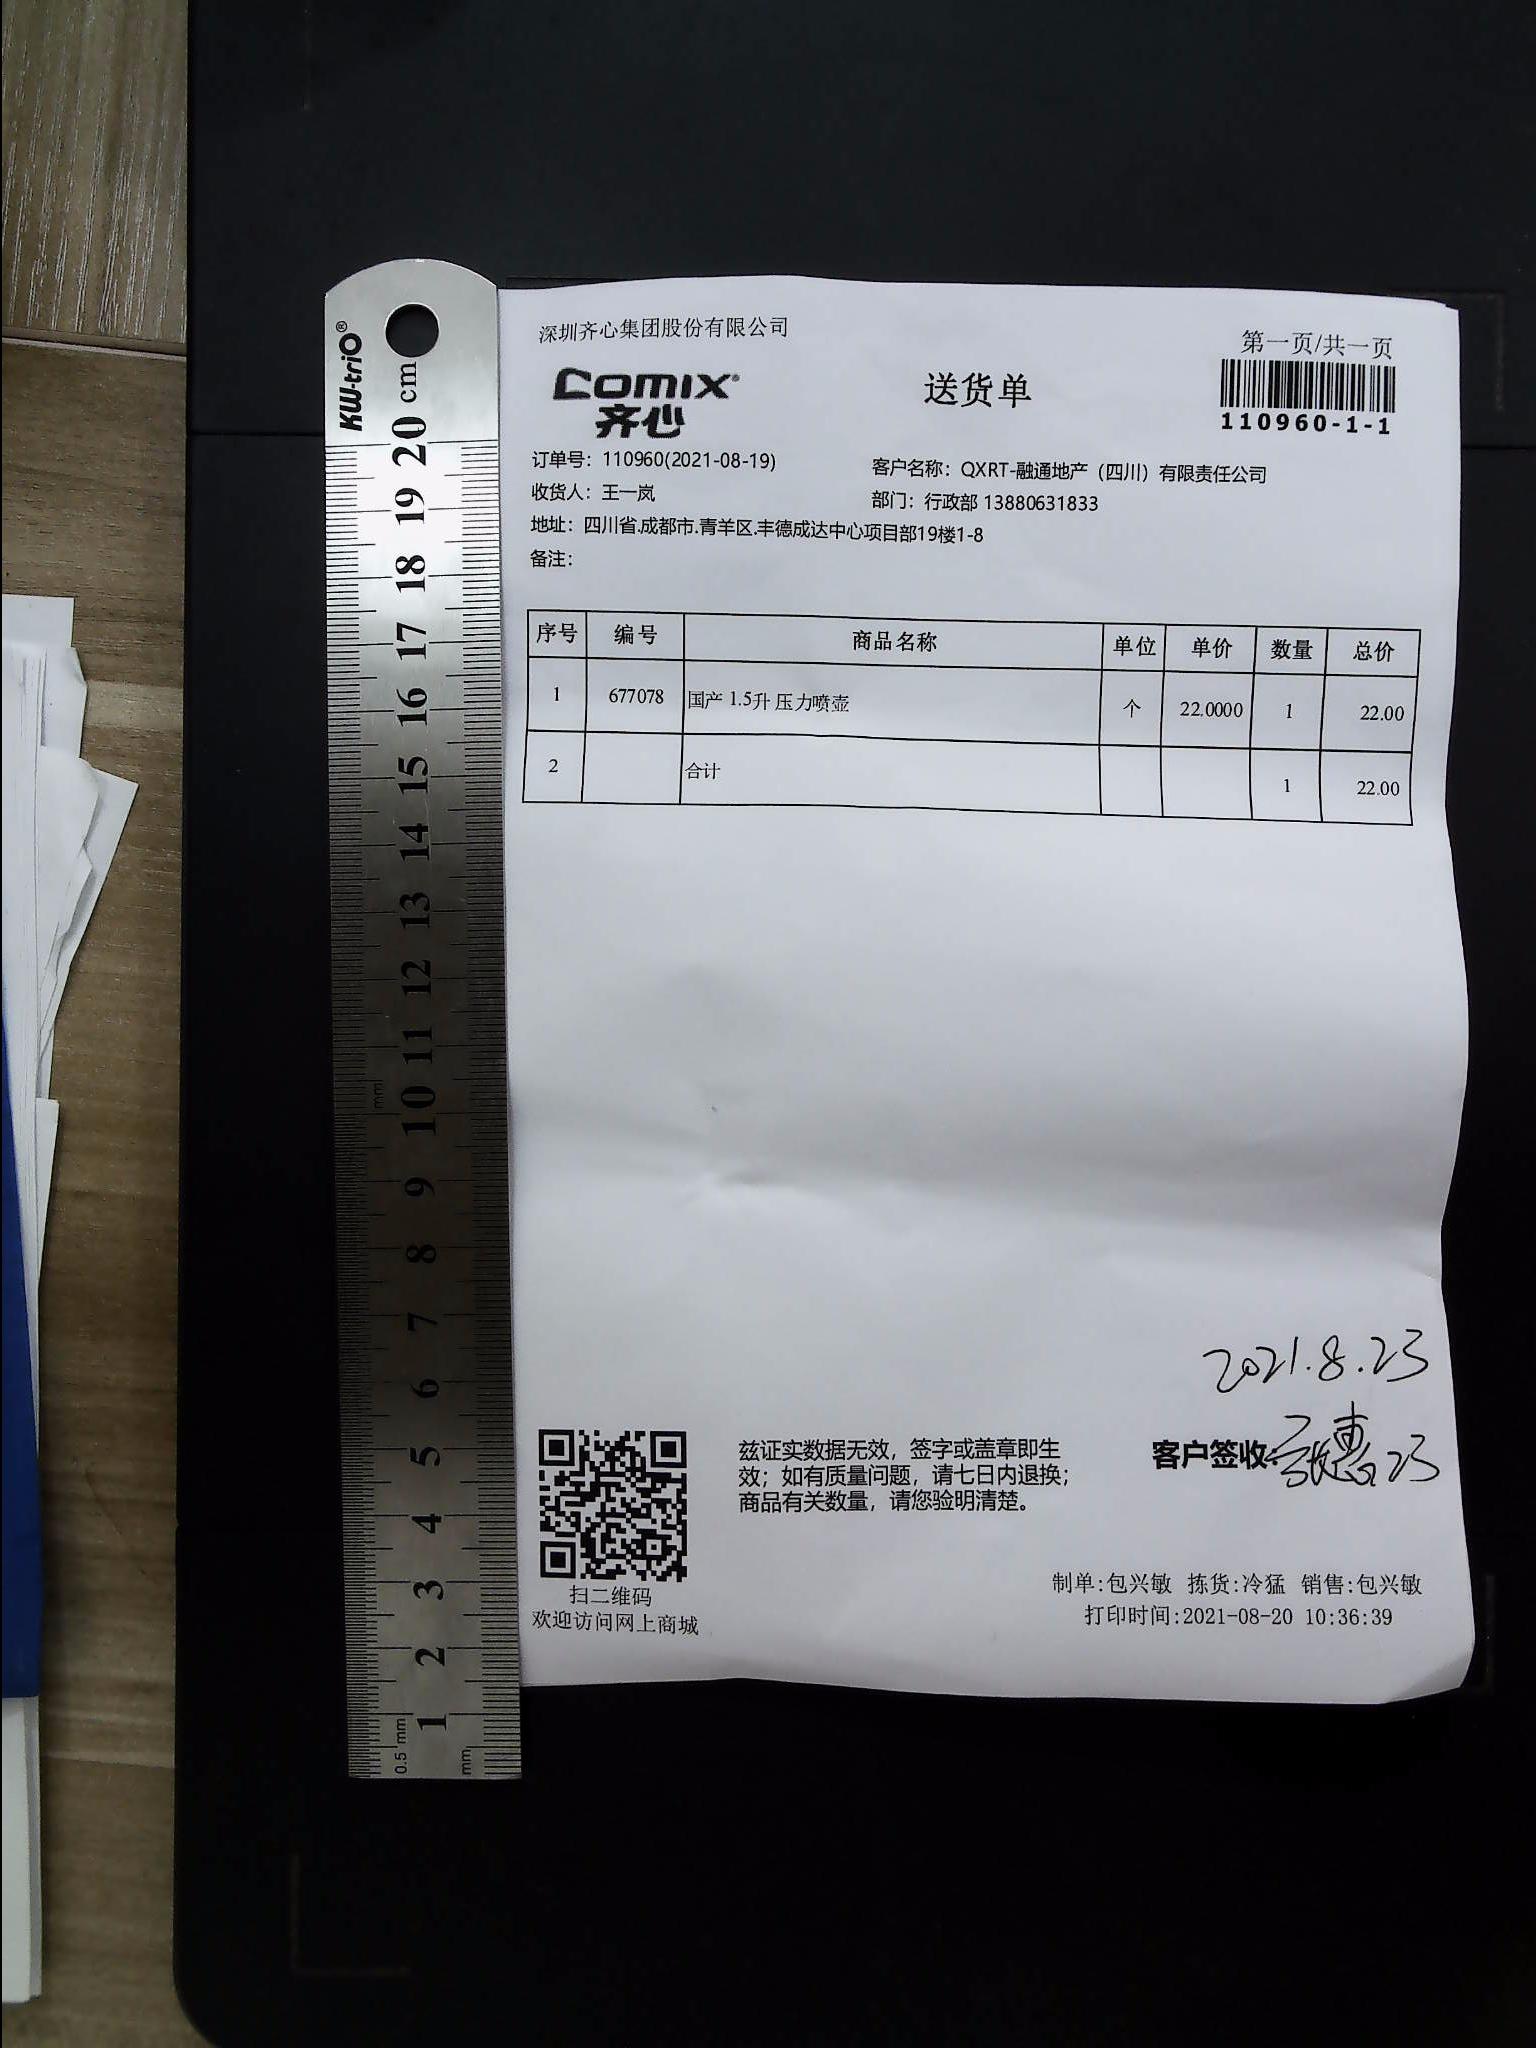 深圳齐心集团股份有限公司
第一页/共一页
COMIX®
齐心
送货单
110960-1-1
订单号：110960(2021-08-19)
客户名称：QXRT-融通地产（四川）有限责任公司
收货人：王一岚
部门：行政部 13880631833
地址：四川省.成都市.青羊区.丰德成达中心项目部19楼1-8
备注：
序号 编号 商品名称 单位 单价 数量 总价
1 677078 国产 1.5升 压力喷壶 个 22.0000 1 22.00
2 合计 1 22.00
2021.8.23
兹证实数据无效，签字或盖章即生
效；如有质量问题，请七日内退换；
商品有关数量，请您验明清楚。
客户签收: 23
扫二维码
欢迎访问网上商城
制单:包兴敏 拣货:冷猛 销售:包兴敏
打印时间:2021-08-20 10:36:39
KW-triO®
cm
20
19
18
17
16
15
14
13
12
11
mm
10
9
8
7
6
5
4
3
2
1
0.5 mm
mm